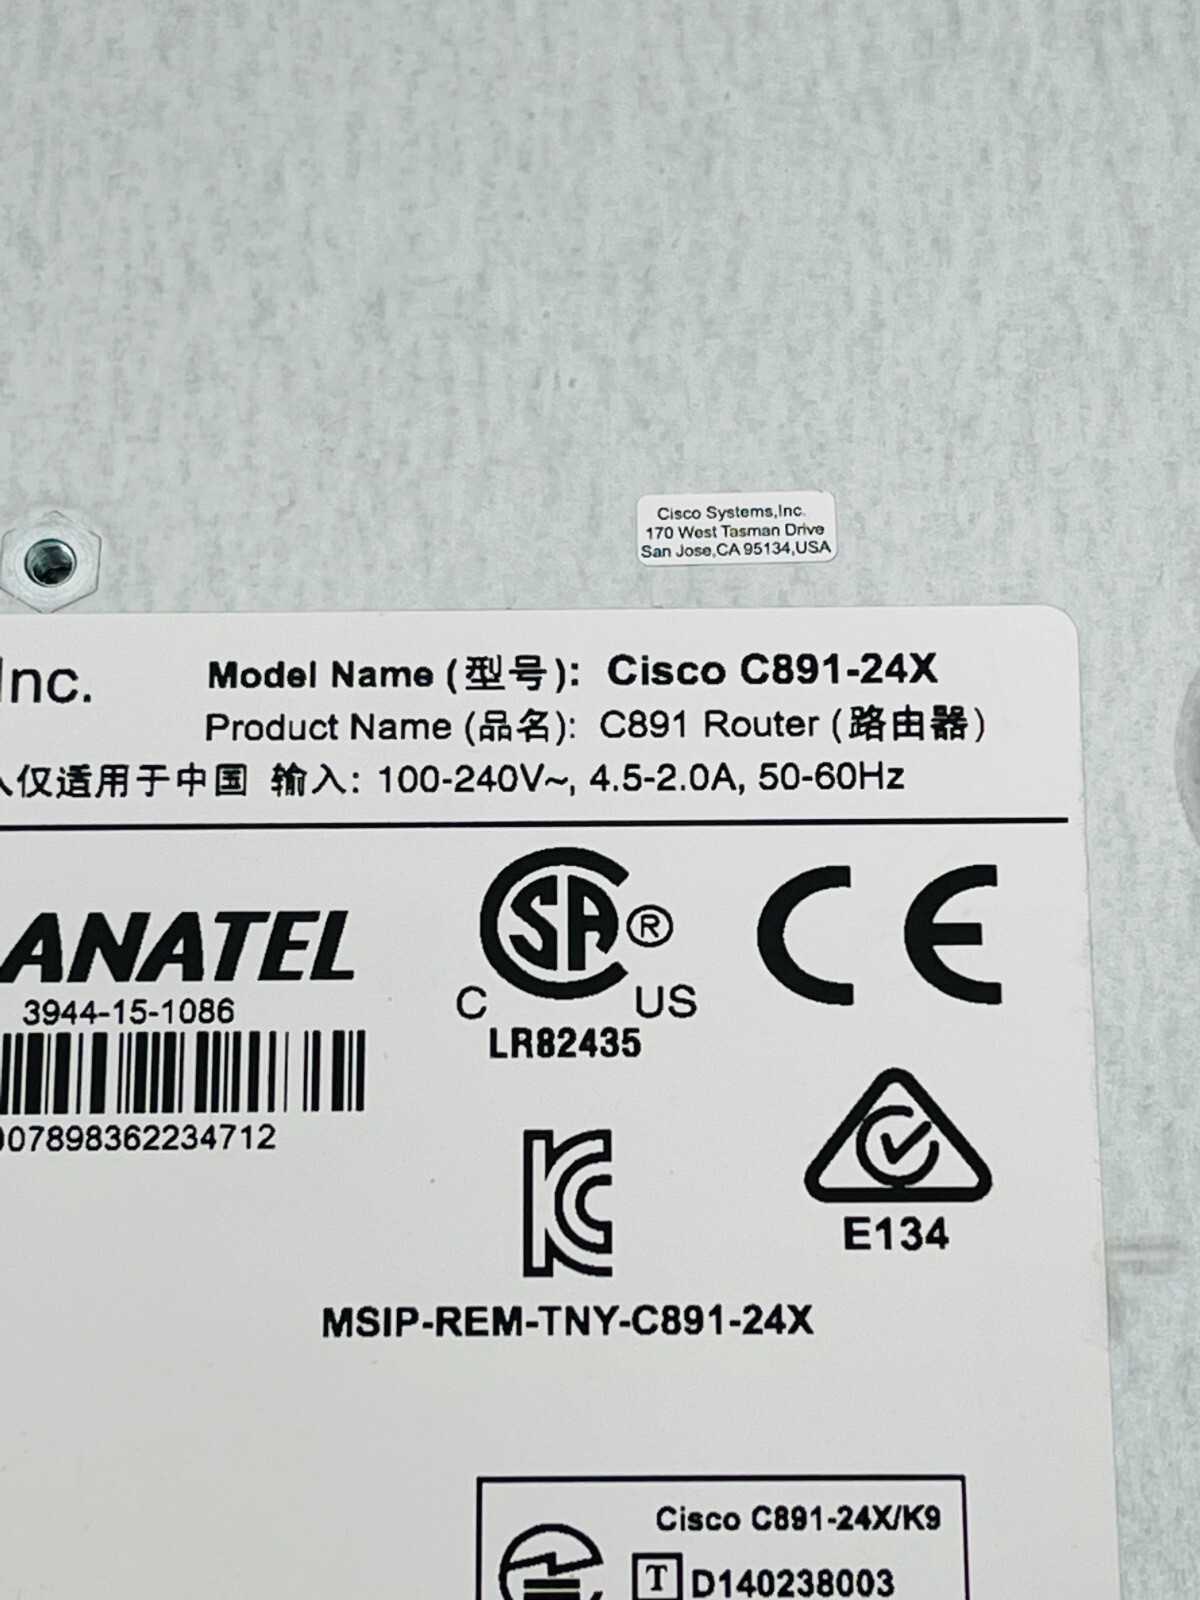 Cisco Systems,Inc.
170 West Tasman Drive
San Jose,CA 95134,USA
Inc.
Model Name (型号): Cisco C891-24X
Product Name (品名): C891 Router (路由器)
仅适用于中国 输入: 100-240V~, 4.5-2.0A, 50-60Hz
ANATEL
3944-15-1086
07898362234712
CSA®
C US
LR82435
CE
KC
E134
MSIP-REM-TNY-C891-24X
Cisco C891-24X/K9
T D140238003